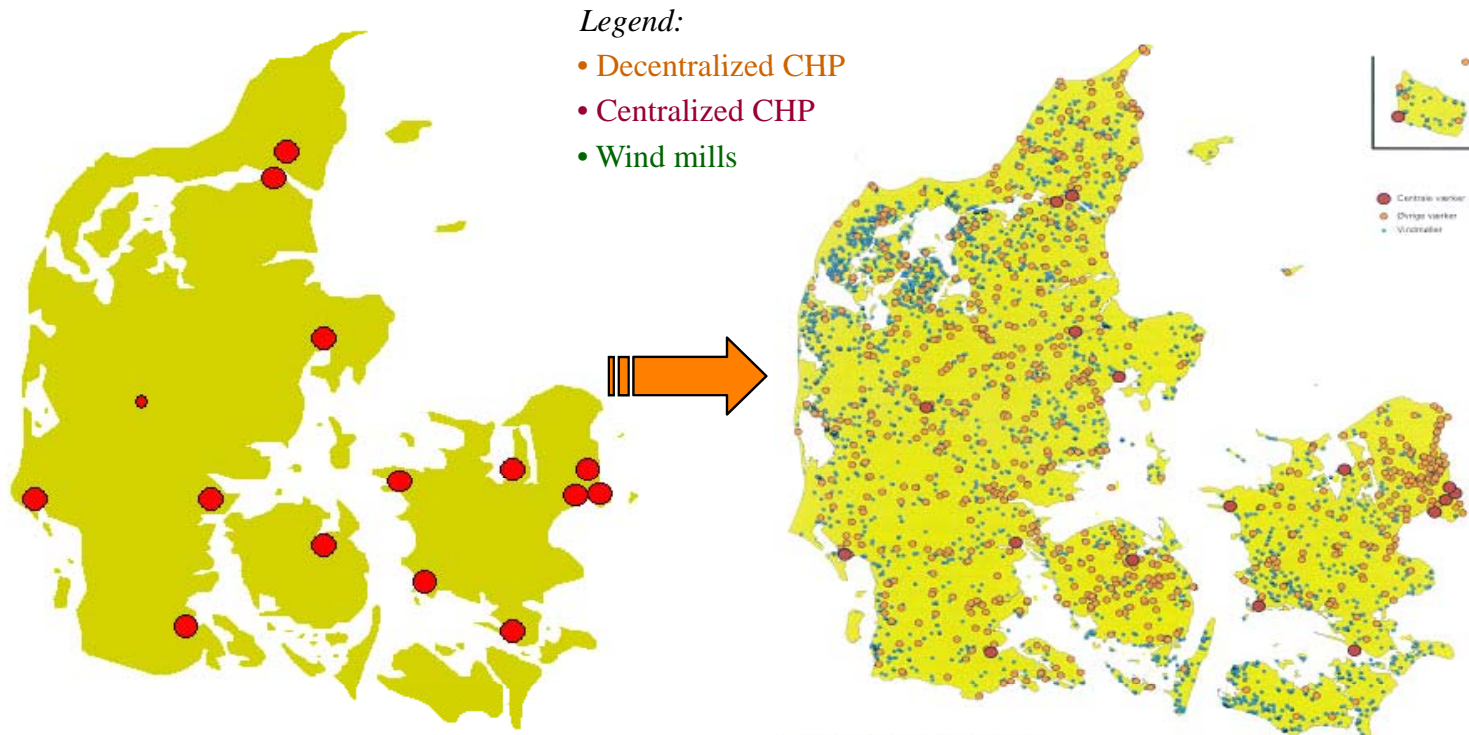 Legend:
• Decentralized CHP
• Centralized CHP
• Wind mills
Centrale værker
Øvrige værker
Vindmøller